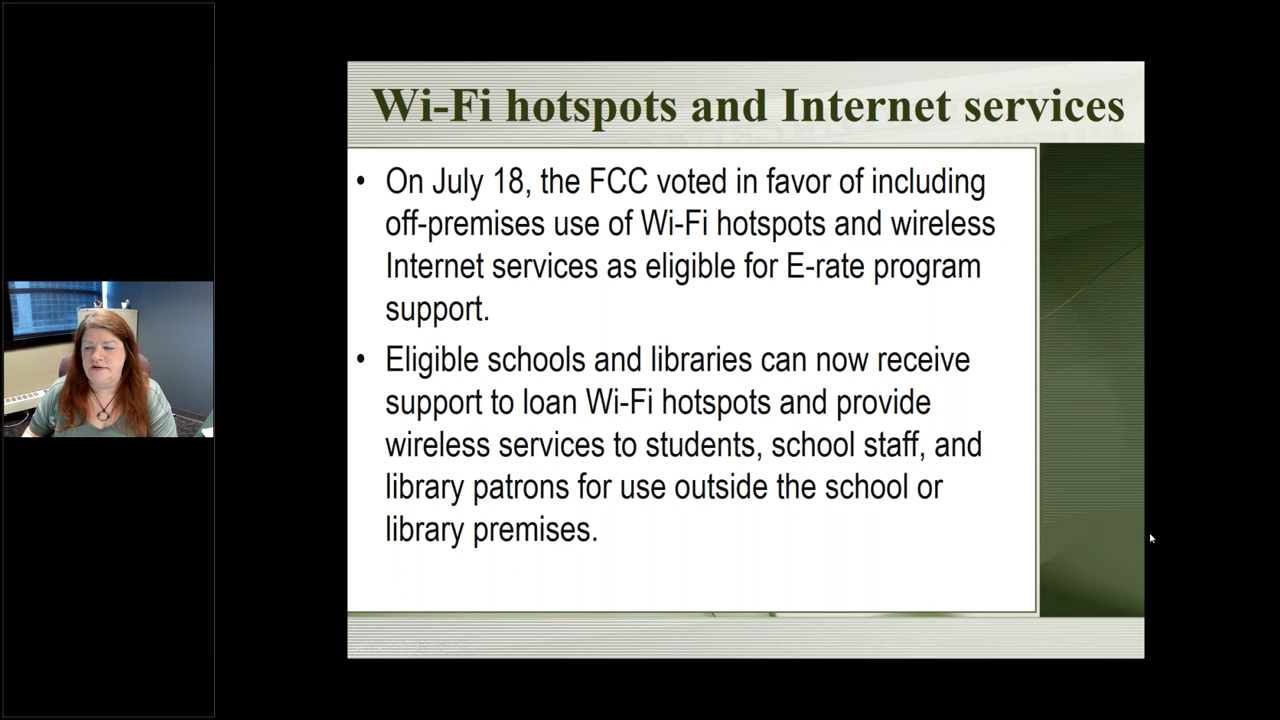 Wi-Fi hotspots and Internet services
• On July 18, the FCC voted in favor of including
off-premises use of Wi-Fi hotspots and wireless
Internet services as eligible for E-rate program
support.
• Eligible schools and libraries can now receive
support to loan Wi-Fi hotspots and provide
wireless services to students, school staff, and
library patrons for use outside the school or
library premises.